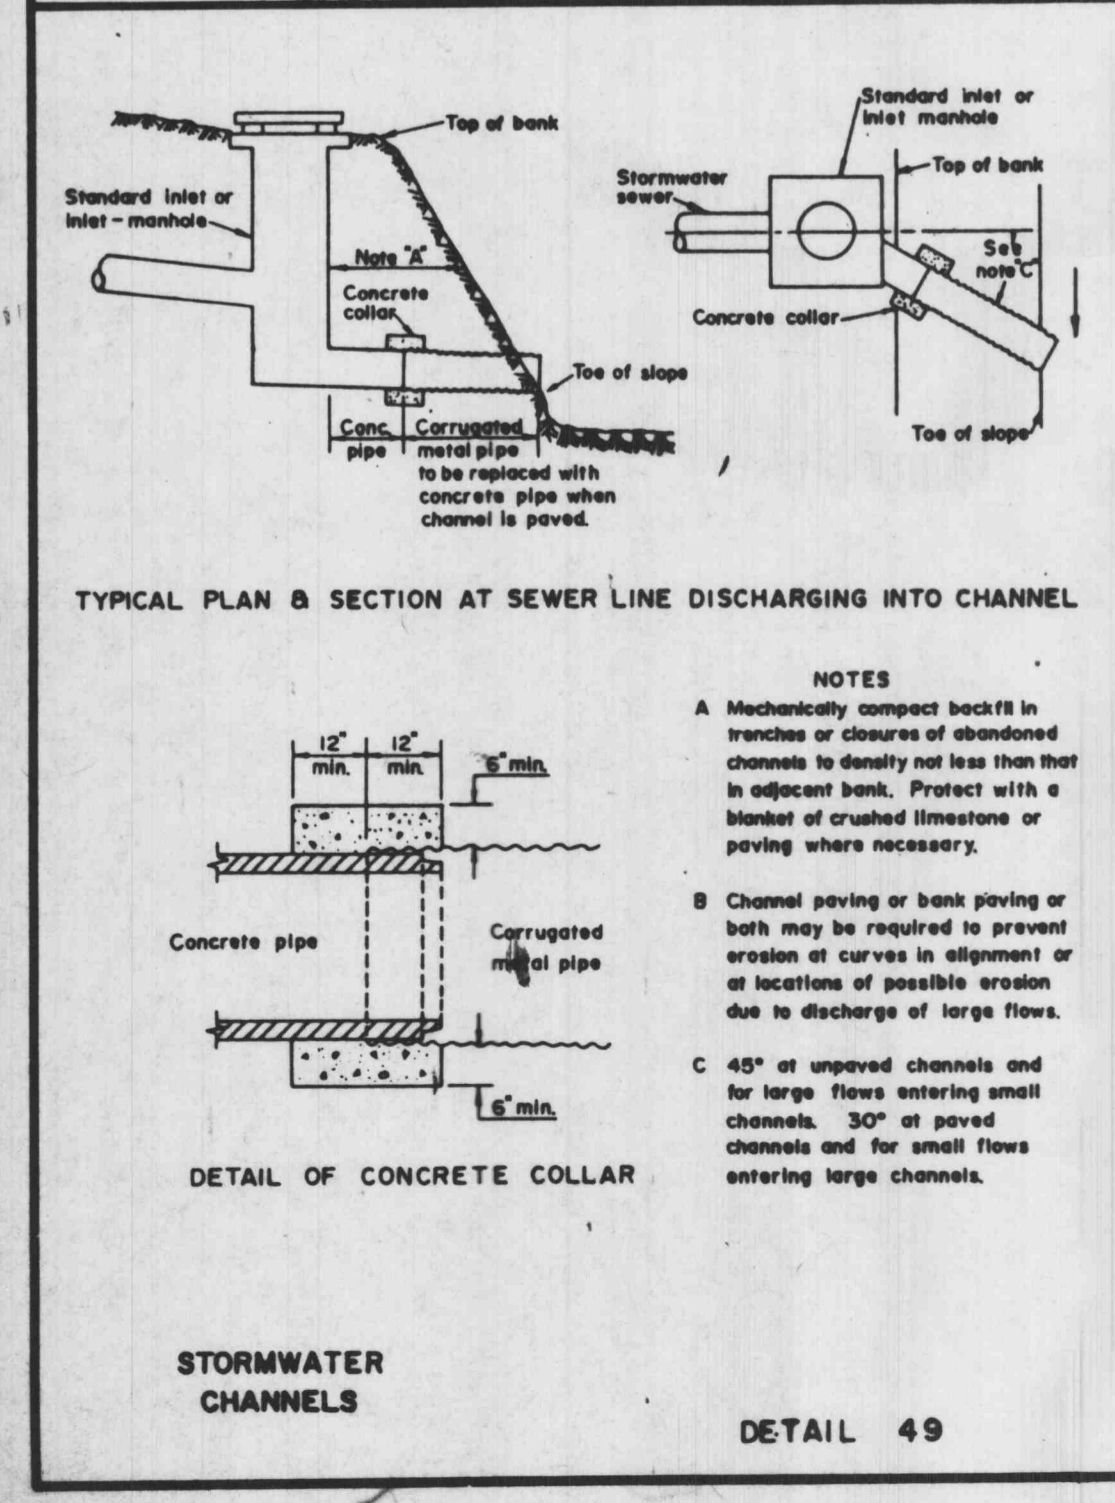 Top of bank
Standard inlet or
inlet-manhole
Note "A"
Concrete
collar
Toe of slope
Conc.
pipe
Corrugated
metal pipe
to be replaced with
concrete pipe when
channel is paved.
Standard inlet or
inlet manhole
Top of bank
Stormwater
sewer
See
note "C"
Concrete collar
Toe of slope
TYPICAL PLAN & SECTION AT SEWER LINE DISCHARGING INTO CHANNEL
12" 12"
min. min.
6" min.
Concrete pipe
Corrugated
metal pipe
6" min.
DETAIL OF CONCRETE COLLAR
NOTES
A Mechanically compact backfill in
trenches or closures of abandoned
channels to density not less than that
in adjacent bank. Protect with a
blanket of crushed limestone or
paving where necessary.
B Channel paving or bank paving or
both may be required to prevent
erosion at curves in alignment or
at locations of possible erosion
due to discharge of large flows.
C 45° at unpaved channels and
for large flows entering small
channels. 30° at paved
channels and for small flows
entering large channels.
STORMWATER
CHANNELS
DETAIL 49